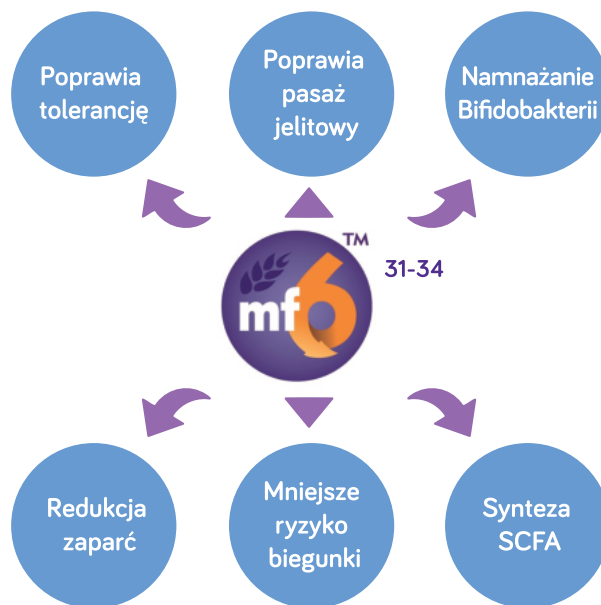 Poprawia
tolerancję
Poprawia
pasaż
jelitowy
Namnażanie
Bifidobakterii
mf6
TM
31-34
Redukcja
zaparć
Mniejsze
ryzyko
biegunki
Synteza
SCFA